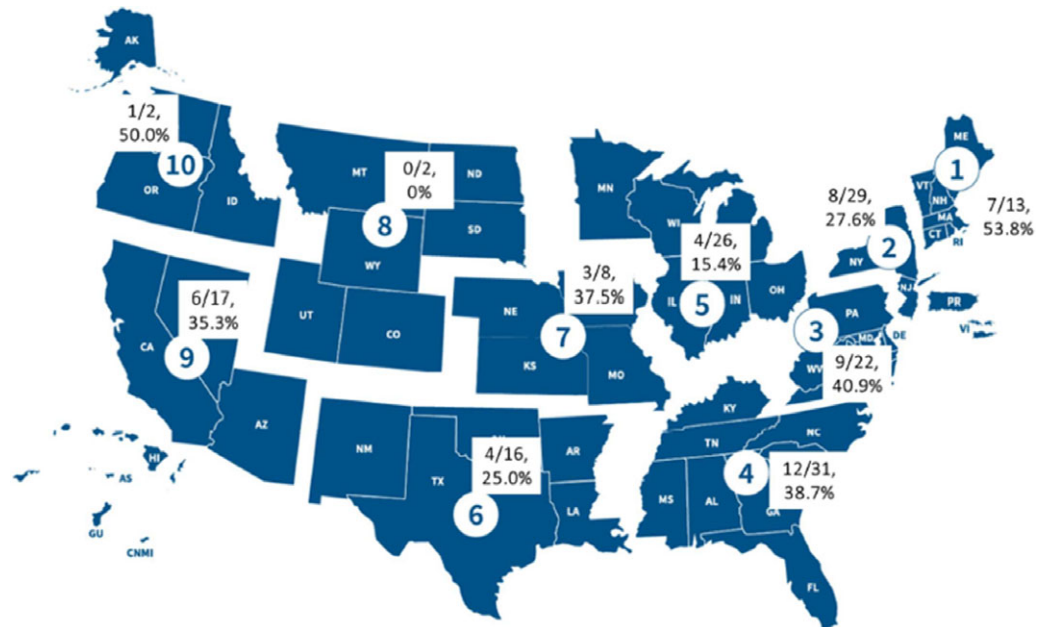 AK
1/2,
50.0%
10
OR
ID
MT
ND
0/2,
0%
8
SD
WY
MN
WI
4/26,
15.4%
5
IL
IN
OH
ME
1
VT
NH
MA
CT
RI
7/13,
53.8%
8/29,
27.6%
2
NY
NJ
PR
VI
PA
3
MD
DE
WV
9/22,
40.9%
CA
6/17,
35.3%
9
UT
CO
NE
3/8,
37.5%
7
KS
MO
AZ
NM
TX
4/16,
25.0%
6
AR
LA
KY
TN
NC
4
12/31,
38.7%
MS
AL
GA
FL
HI
AS
GU
CNMI